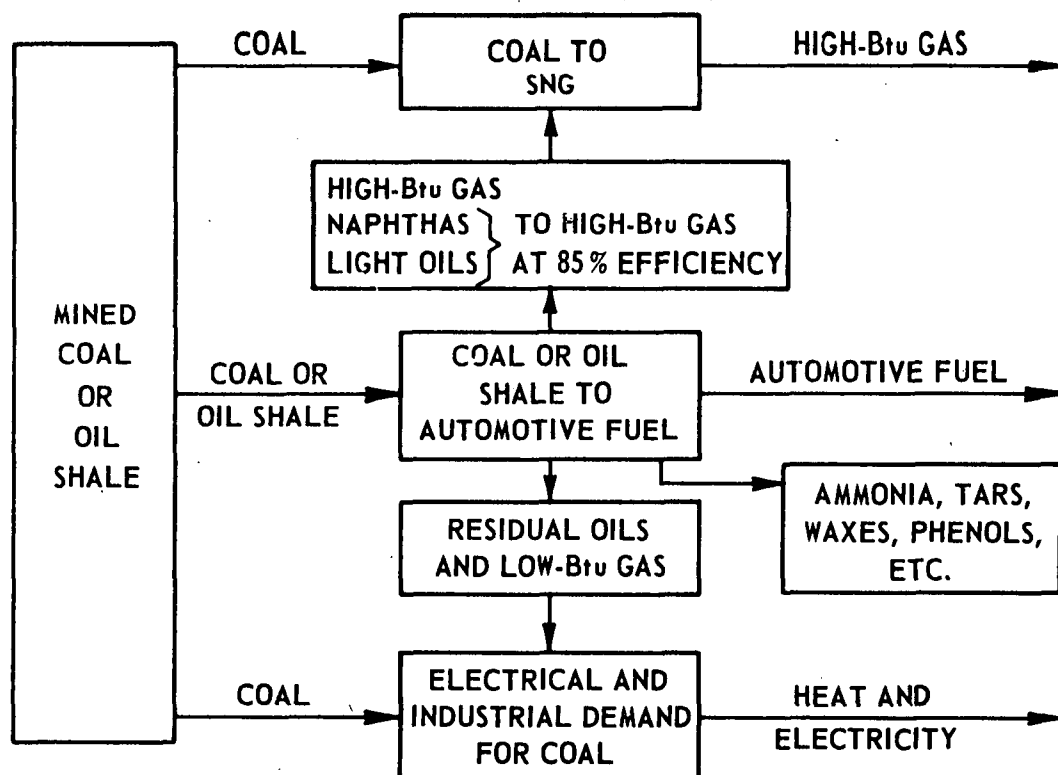 COAL
COAL TO
SNG
HIGH-Btu GAS
HIGH-Btu GAS
NAPHTHAS
LIGHT OILS
TO HIGH-Btu GAS
AT 85% EFFICIENCY
MINED
COAL
OR
OIL
SHALE
COAL OR
OIL SHALE
COAL OR OIL
SHALE TO
AUTOMOTIVE FUEL
AUTOMOTIVE FUEL
RESIDUAL OILS
AND LOW-Btu GAS
AMMONIA, TARS,
WAXES, PHENOLS,
ETC.
COAL
ELECTRICAL AND
INDUSTRIAL DEMAND
FOR COAL
HEAT AND
ELECTRICITY